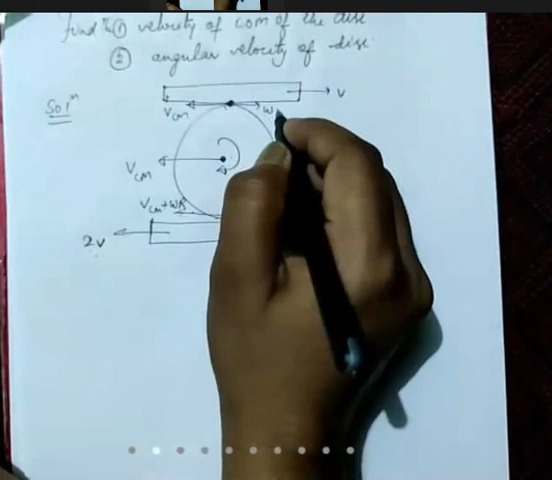 find ① velocity of com of the disc
② angular velocity of disc
Solⁿ
v
Vcm
ω
Vcm
Vcm+ωR
2v